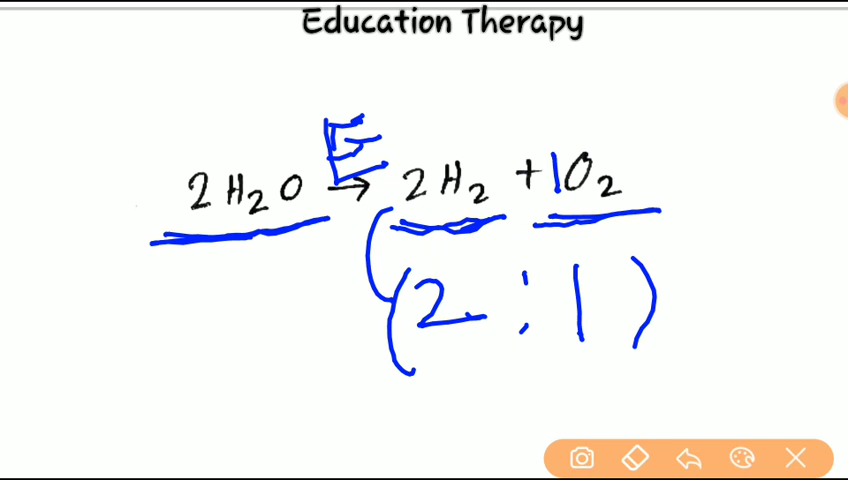 Education Therapy
E
2H₂O → 2H₂ + 1O₂
(2 : 1)